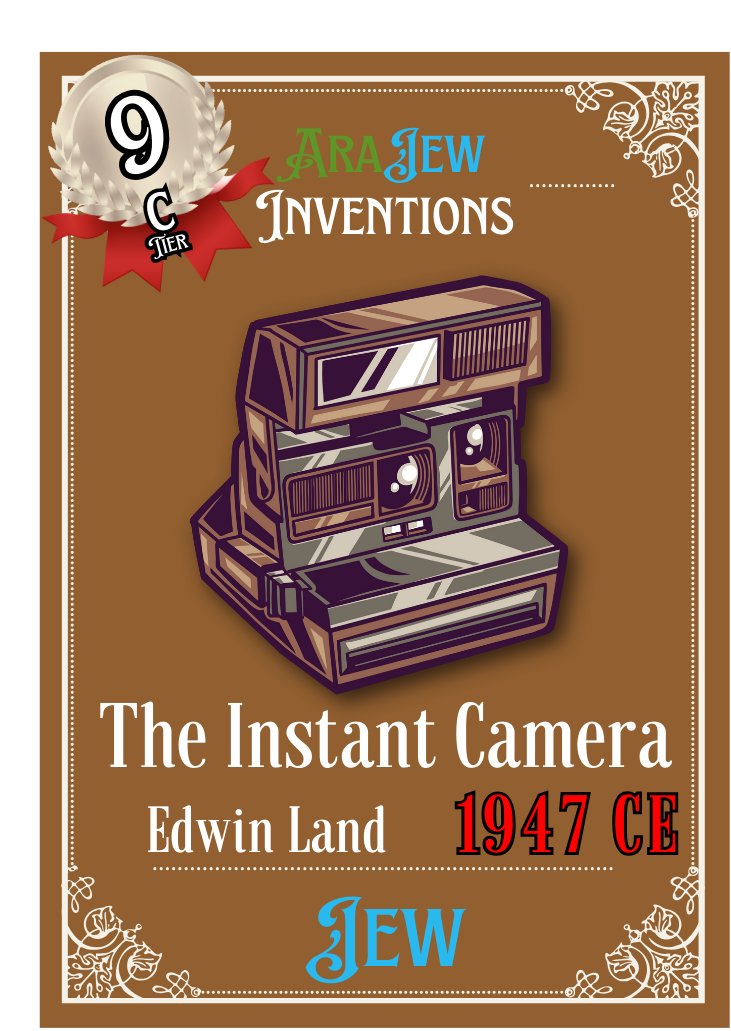 9
C
Tier
AraJew
Inventions
The Instant Camera
Edwin Land 1947 CE
Jew